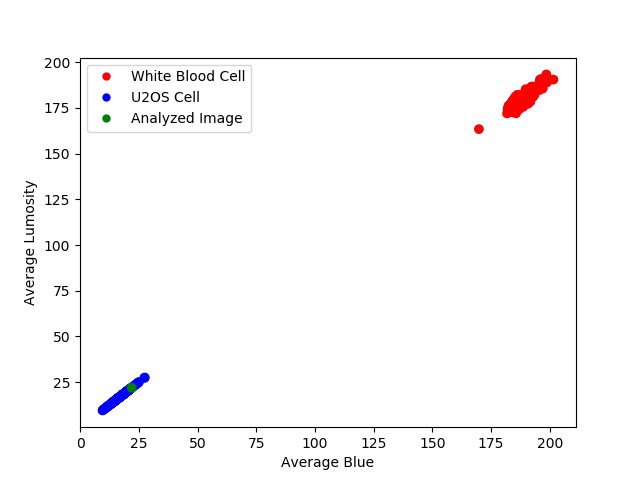 White Blood Cell
U2OS Cell
Analyzed Image
200
175
150
125
100
75
50
25
Average Lumosity
0 25 50 75 100 125 150 175 200
Average Blue